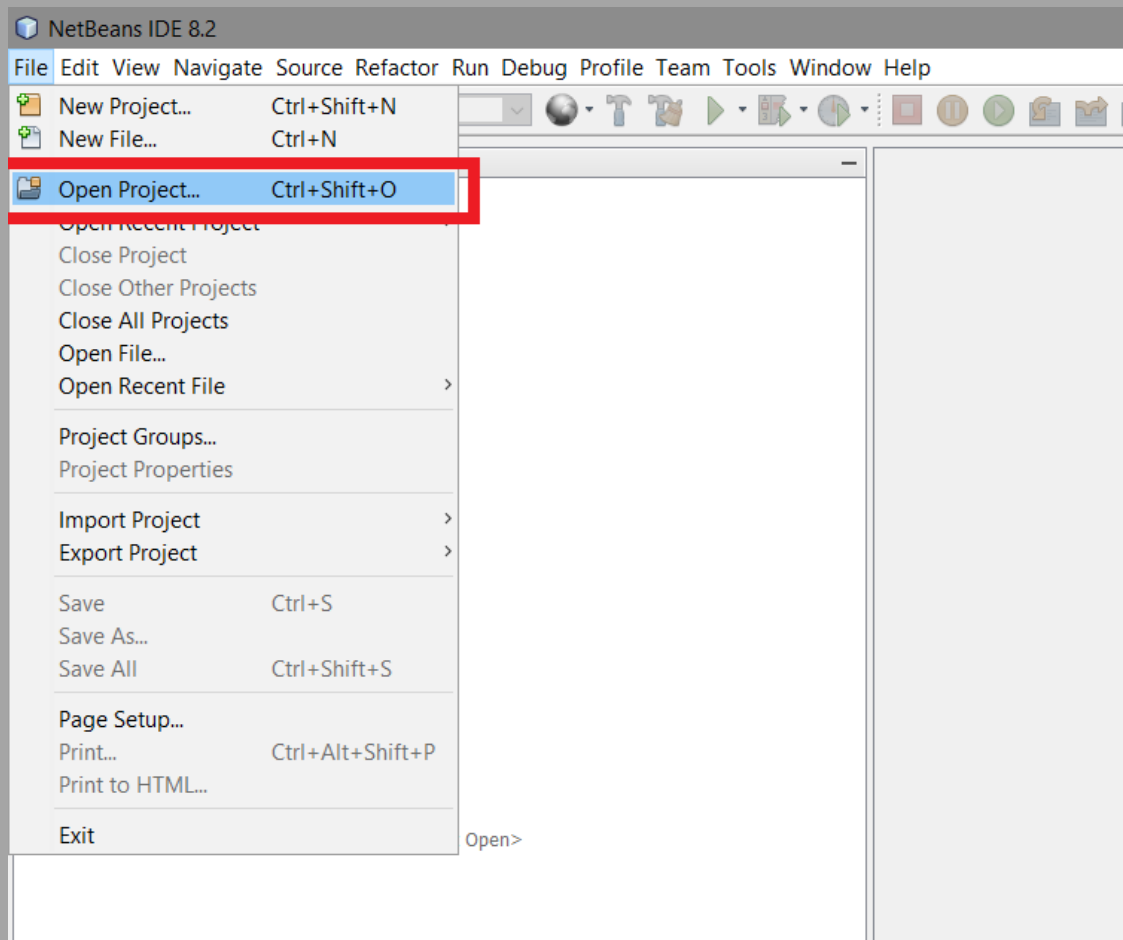 NetBeans IDE 8.2
File Edit View Navigate Source Refactor Run Debug Profile Team Tools Window Help
New Project... Ctrl+Shift+N
New File... Ctrl+N
Open Project... Ctrl+Shift+O
Open Recent Project
Close Project
Close Other Projects
Close All Projects
Open File...
Open Recent File
Project Groups...
Project Properties
Import Project
Export Project
Save Ctrl+S
Save As...
Save All Ctrl+Shift+S
Page Setup...
Print... Ctrl+Alt+Shift+P
Print to HTML...
Exit
Open>